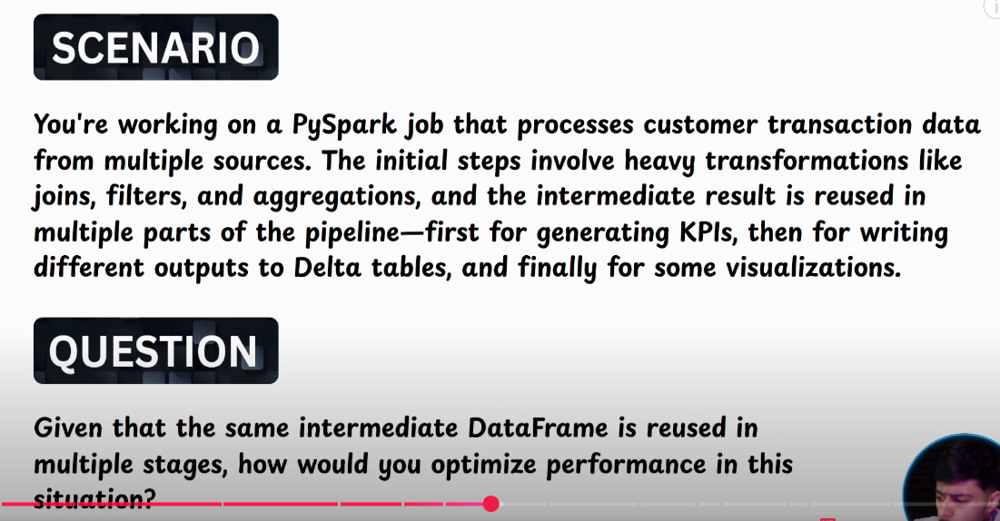 SCENARIO
You're working on a PySpark job that processes customer transaction data
from multiple sources. The initial steps involve heavy transformations like
joins, filters, and aggregations, and the intermediate result is reused in
multiple parts of the pipeline—first for generating KPIs, then for writing
different outputs to Delta tables, and finally for some visualizations.
QUESTION
Given that the same intermediate DataFrame is reused in
multiple stages, how would you optimize performance in this
situation?